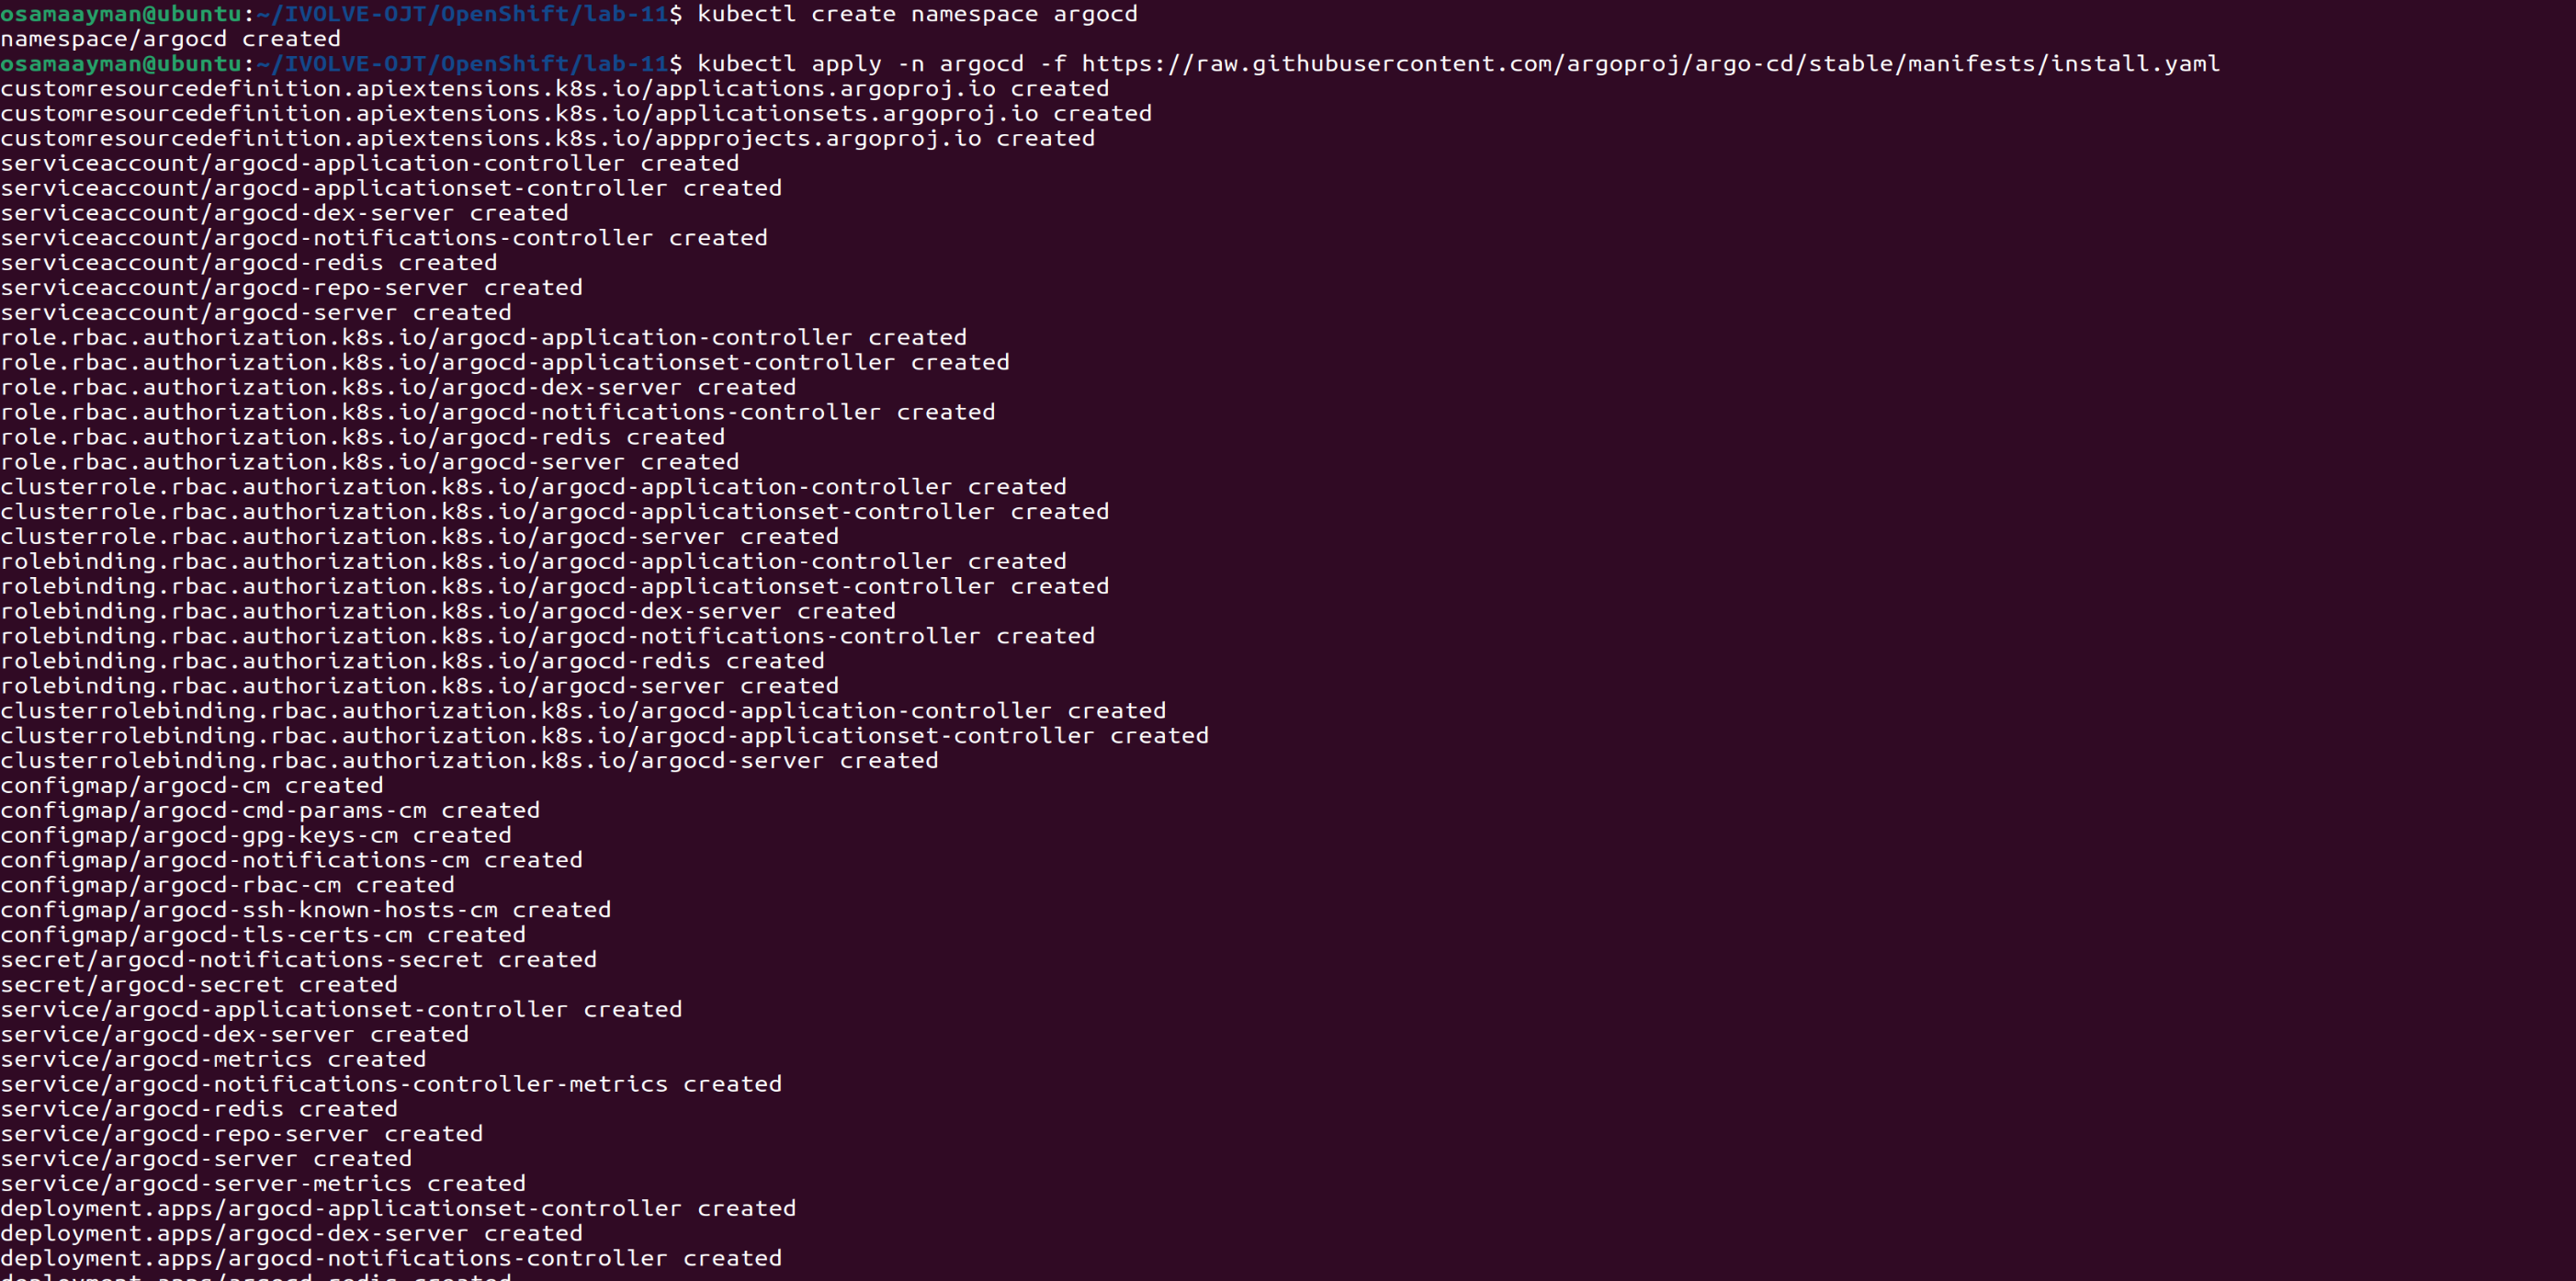 osamaayman@ubuntu:~/IVOLVE-OJT/OpenShift/lab-11$ kubectl create namespace argocd
namespace/argocd created
osamaayman@ubuntu:~/IVOLVE-OJT/OpenShift/lab-11$ kubectl apply -n argocd -f https://raw.githubusercontent.com/argoproj/argo-cd/stable/manifests/install.yaml
customresourcedefinition.apiextensions.k8s.io/applications.argoproj.io created
customresourcedefinition.apiextensions.k8s.io/applicationsets.argoproj.io created
customresourcedefinition.apiextensions.k8s.io/appprojects.argoproj.io created
serviceaccount/argocd-application-controller created
serviceaccount/argocd-applicationset-controller created
serviceaccount/argocd-dex-server created
serviceaccount/argocd-notifications-controller created
serviceaccount/argocd-redis created
serviceaccount/argocd-repo-server created
serviceaccount/argocd-server created
role.rbac.authorization.k8s.io/argocd-application-controller created
role.rbac.authorization.k8s.io/argocd-applicationset-controller created
role.rbac.authorization.k8s.io/argocd-dex-server created
role.rbac.authorization.k8s.io/argocd-notifications-controller created
role.rbac.authorization.k8s.io/argocd-redis created
role.rbac.authorization.k8s.io/argocd-server created
clusterrole.rbac.authorization.k8s.io/argocd-application-controller created
clusterrole.rbac.authorization.k8s.io/argocd-applicationset-controller created
clusterrole.rbac.authorization.k8s.io/argocd-server created
rolebinding.rbac.authorization.k8s.io/argocd-application-controller created
rolebinding.rbac.authorization.k8s.io/argocd-applicationset-controller created
rolebinding.rbac.authorization.k8s.io/argocd-dex-server created
rolebinding.rbac.authorization.k8s.io/argocd-notifications-controller created
rolebinding.rbac.authorization.k8s.io/argocd-redis created
rolebinding.rbac.authorization.k8s.io/argocd-server created
clusterrolebinding.rbac.authorization.k8s.io/argocd-application-controller created
clusterrolebinding.rbac.authorization.k8s.io/argocd-applicationset-controller created
clusterrolebinding.rbac.authorization.k8s.io/argocd-server created
configmap/argocd-cm created
configmap/argocd-cmd-params-cm created
configmap/argocd-gpg-keys-cm created
configmap/argocd-notifications-cm created
configmap/argocd-rbac-cm created
configmap/argocd-ssh-known-hosts-cm created
configmap/argocd-tls-certs-cm created
secret/argocd-notifications-secret created
secret/argocd-secret created
service/argocd-applicationset-controller created
service/argocd-dex-server created
service/argocd-metrics created
service/argocd-notifications-controller-metrics created
service/argocd-redis created
service/argocd-repo-server created
service/argocd-server created
service/argocd-server-metrics created
deployment.apps/argocd-applicationset-controller created
deployment.apps/argocd-dex-server created
deployment.apps/argocd-notifications-controller created
deployment.apps/argocd-redis created